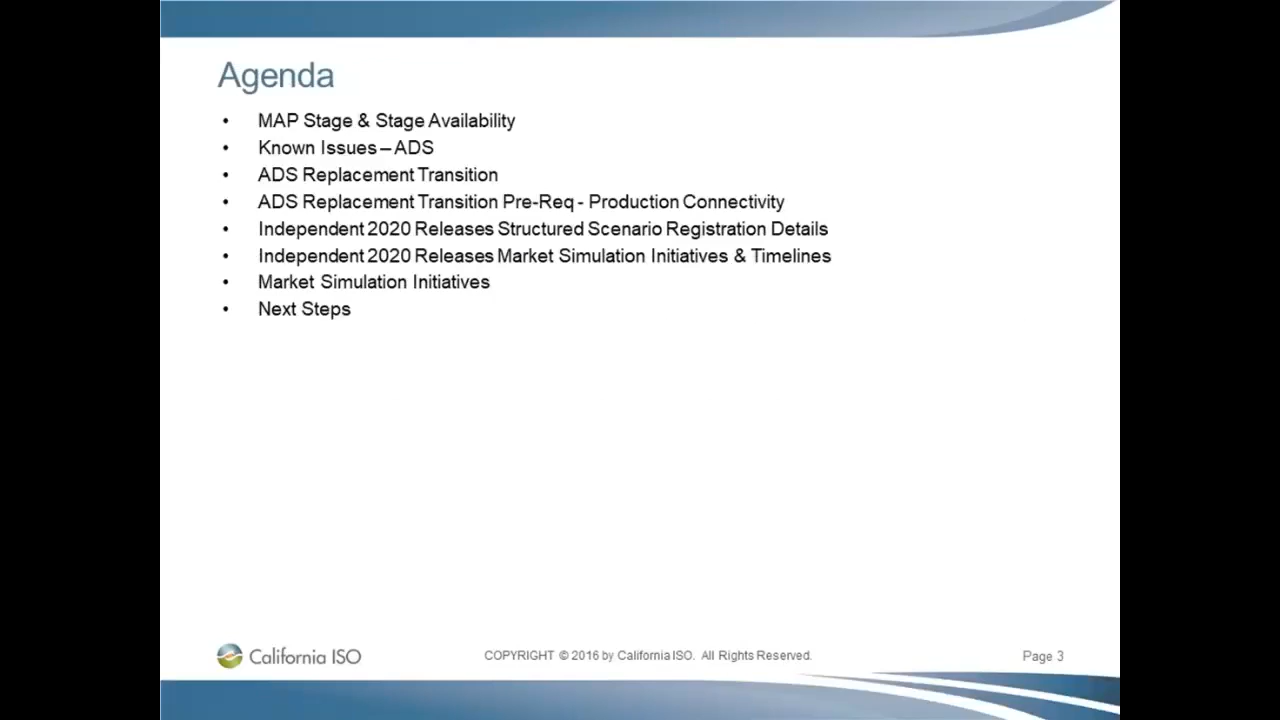 Agenda
• MAP Stage & Stage Availability
• Known Issues – ADS
• ADS Replacement Transition
• ADS Replacement Transition Pre-Req - Production Connectivity
• Independent 2020 Releases Structured Scenario Registration Details
• Independent 2020 Releases Market Simulation Initiatives & Timelines
• Market Simulation Initiatives
• Next Steps
California ISO
COPYRIGHT © 2016 by California ISO. All Rights Reserved.
Page 3